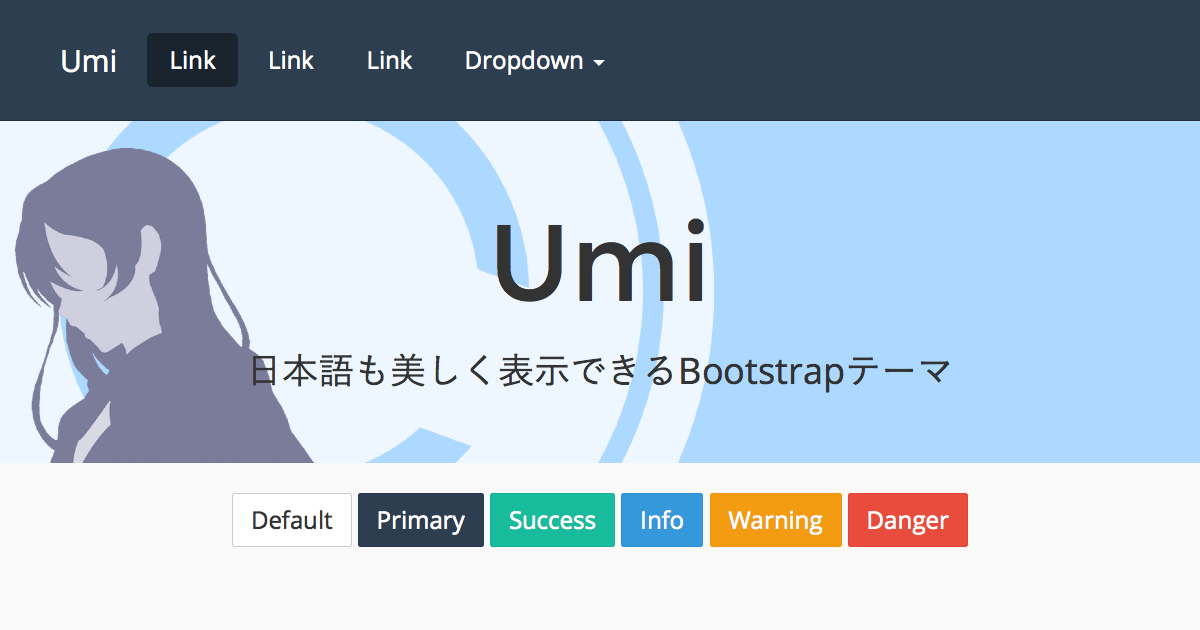 Umi Link Link Link Dropdown
Umi
日本語も美しく表示できるBootstrapテーマ
Default Primary Success Info Warning Danger